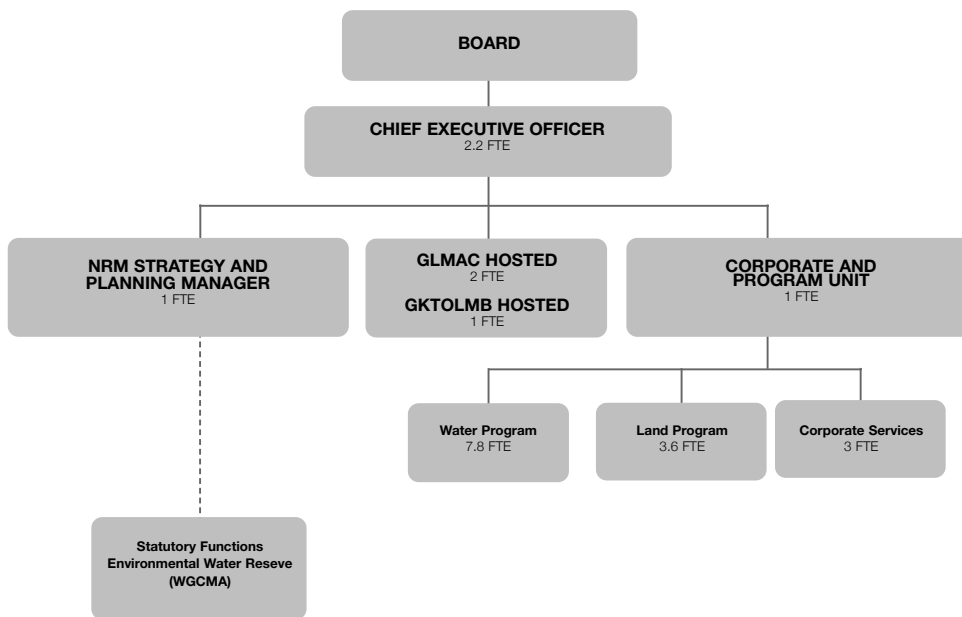 BOARD
CHIEF EXECUTIVE OFFICER
2.2 FTE
NRM STRATEGY AND
PLANNING MANAGER
1 FTE
GLMAC HOSTED
2 FTE
GKTOLMB HOSTED
1 FTE
CORPORATE AND
PROGRAM UNIT
1 FTE
Water Program
7.8 FTE
Land Program
3.6 FTE
Corporate Services
3 FTE
Statutory Functions
Environmental Water Reseve
(WGCMA)